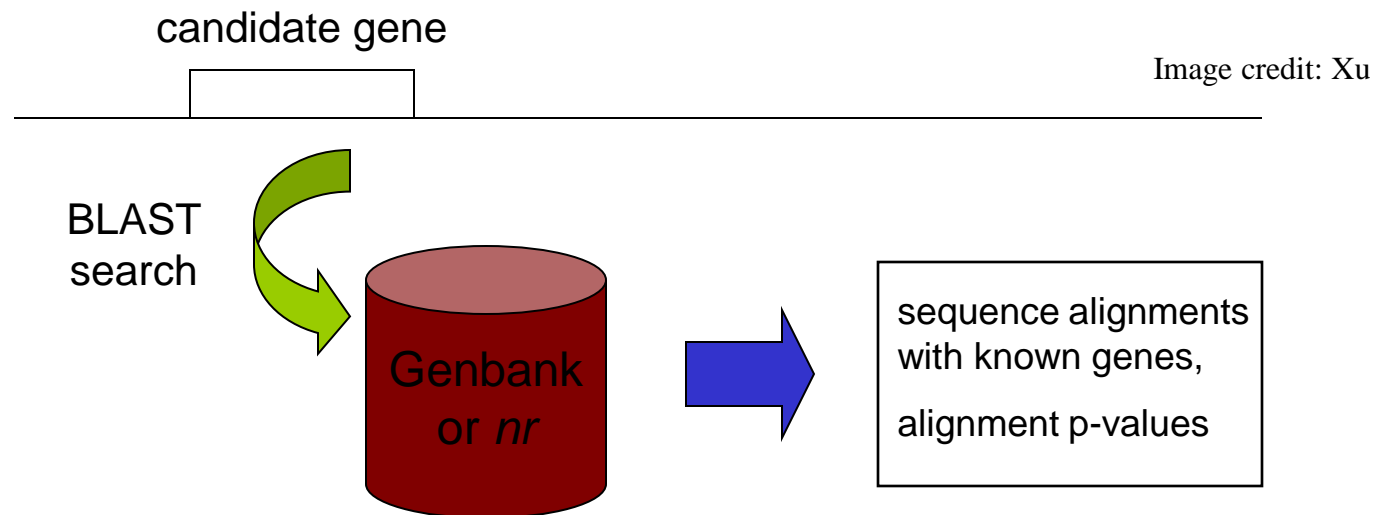 candidate gene
Image credit: Xu
BLAST
search
Genbank
or nr
sequence alignments
with known genes,
alignment p-values